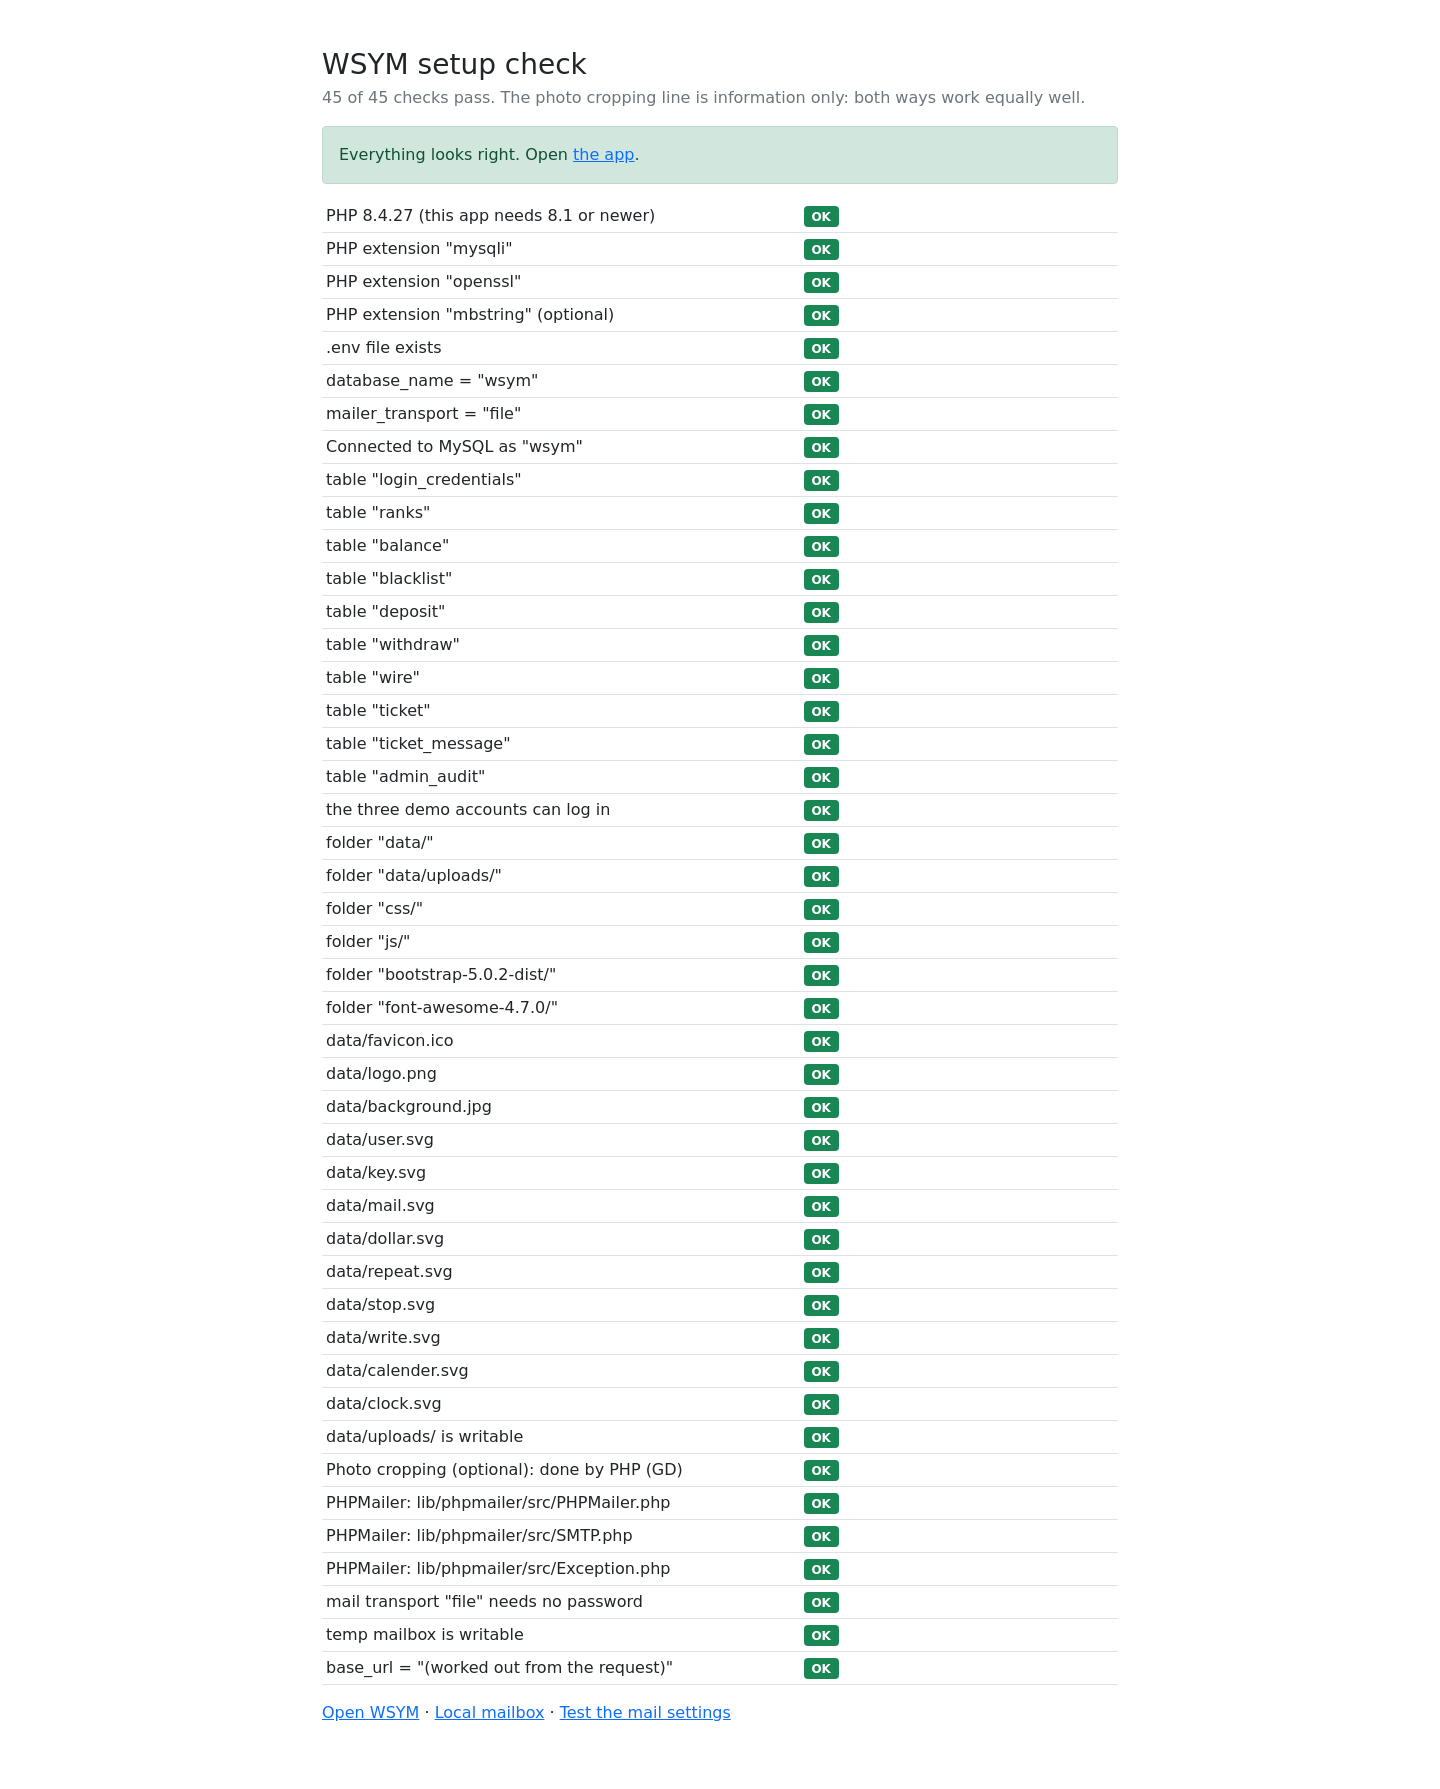 WSYM setup check
45 of 45 checks pass. The photo cropping line is information only: both ways work equally well.
Everything looks right. Open the app.
PHP 8.4.27 (this app needs 8.1 or newer) OK
PHP extension "mysqli" OK
PHP extension "openssl" OK
PHP extension "mbstring" (optional) OK
.env file exists OK
database_name = "wsym" OK
mailer_transport = "file" OK
Connected to MySQL as "wsym" OK
table "login_credentials" OK
table "ranks" OK
table "balance" OK
table "blacklist" OK
table "deposit" OK
table "withdraw" OK
table "wire" OK
table "ticket" OK
table "ticket_message" OK
table "admin_audit" OK
the three demo accounts can log in OK
folder "data/" OK
folder "data/uploads/" OK
folder "css/" OK
folder "js/" OK
folder "bootstrap-5.0.2-dist/" OK
folder "font-awesome-4.7.0/" OK
data/favicon.ico OK
data/logo.png OK
data/background.jpg OK
data/user.svg OK
data/key.svg OK
data/mail.svg OK
data/dollar.svg OK
data/repeat.svg OK
data/stop.svg OK
data/write.svg OK
data/calender.svg OK
data/clock.svg OK
data/uploads/ is writable OK
Photo cropping (optional): done by PHP (GD) OK
PHPMailer: lib/phpmailer/src/PHPMailer.php OK
PHPMailer: lib/phpmailer/src/SMTP.php OK
PHPMailer: lib/phpmailer/src/Exception.php OK
mail transport "file" needs no password OK
temp mailbox is writable OK
base_url = "(worked out from the request)" OK
Open WSYM · Local mailbox · Test the mail settings